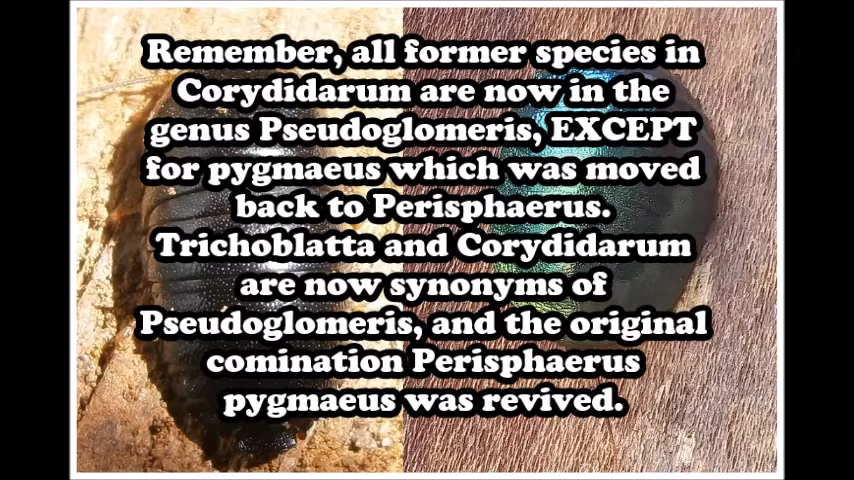 Remember, all former species in
Corydidarum are now in the
genus Pseudoglomeris, EXCEPT
for pygmaeus which was moved
back to Perisphaerus.
Trichoblatta and Corydidarum
are now synonyms of
Pseudoglomeris, and the original
comination Perisphaerus
pygmaeus was revived.